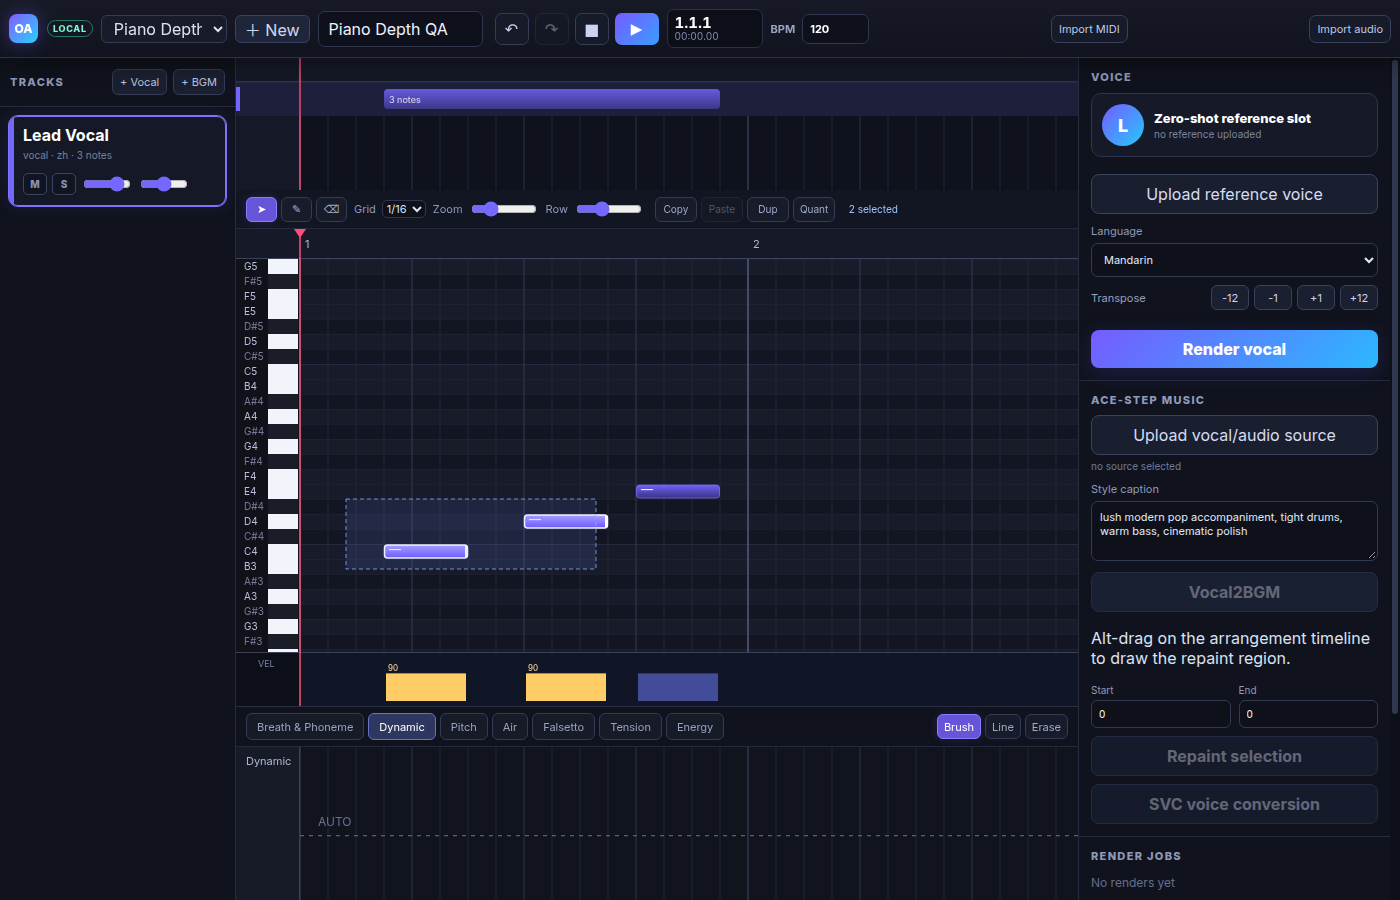 OA
LOCAL
Piano Depth
+ New
Piano Depth QA
1.1.1
00:00.00
BPM
120
Import MIDI
Import audio
TRACKS
+ Vocal
+ BGM
Lead Vocal
vocal · zh · 3 notes
M
S
3 notes
Grid
1/16
Zoom
Row
Copy
Paste
Dup
Quant
2 selected
1
2
G5
F#5
F5
E5
D#5
D5
C#5
C5
B4
A#4
A4
G#4
G4
F#4
F4
E4
D#4
D4
C#4
C4
B3
A#3
A3
G#3
G3
F#3
VEL
90
90
Breath & Phoneme
Dynamic
Pitch
Air
Falsetto
Tension
Energy
Brush
Line
Erase
Dynamic
AUTO
VOICE
L
Zero-shot reference slot
no reference uploaded
Upload reference voice
Language
Mandarin
Transpose
-12
-1
+1
+12
Render vocal
ACE-STEP MUSIC
Upload vocal/audio source
no source selected
Style caption
lush modern pop accompaniment, tight drums,
warm bass, cinematic polish
Vocal2BGM
Alt-drag on the arrangement timeline
to draw the repaint region.
Start
End
0
0
Repaint selection
SVC voice conversion
RENDER JOBS
No renders yet